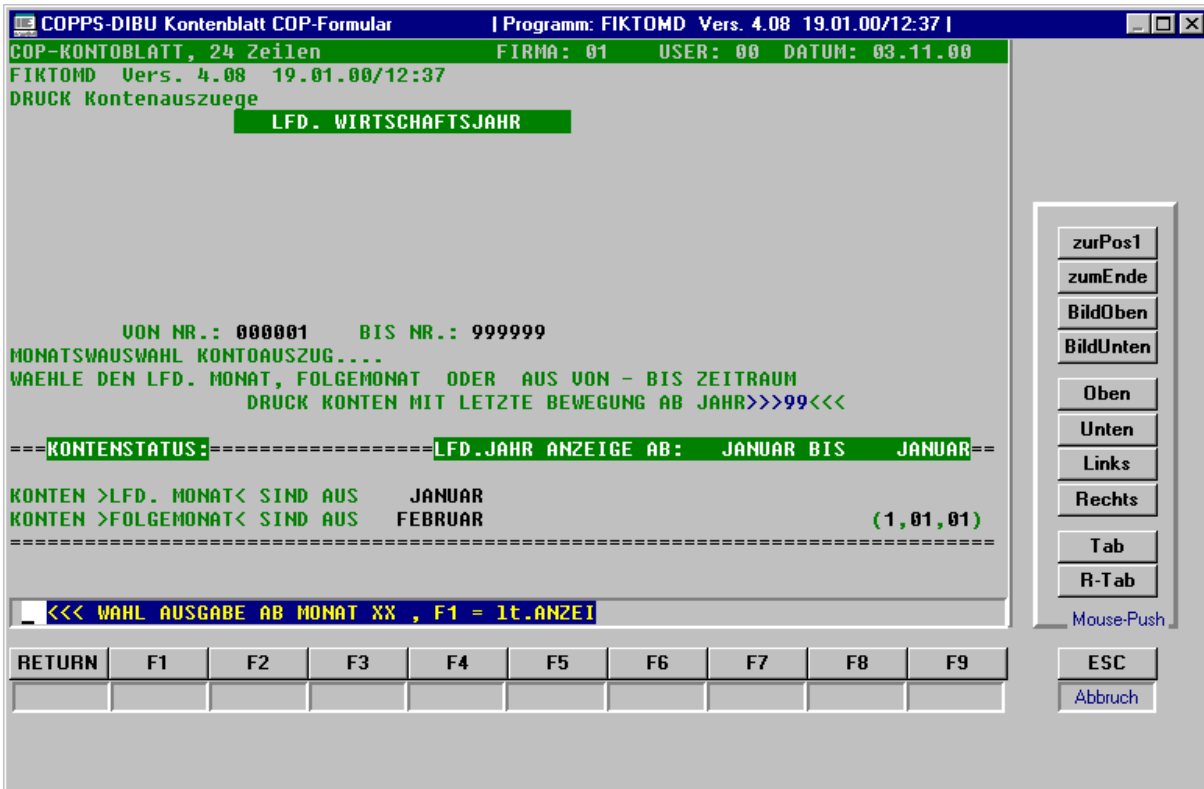 COPPS-DIBU Kontenblatt COP-Formular | Programm: FIKTOMD Vers. 4.08 19.01.00/12:37 |
COP-KONTOBLATT, 24 Zeilen FIRMA: 01 USER: 00 DATUM: 03.11.00
FIKTOMD Vers. 4.08 19.01.00/12:37
DRUCK Kontenauszuege
LFD. WIRTSCHAFTSJAHR
VON NR.: 000001 BIS NR.: 999999
MONATSWAUSWAHL KONTOAUSZUG....
WAEHLE DEN LFD. MONAT, FOLGEMONAT ODER AUS VON - BIS ZEITRAUM
DRUCK KONTEN MIT LETZTE BEWEGUNG AB JAHR>>>99<<<
===KONTENSTATUS:==================LFD.JAHR ANZEIGE AB: JANUAR BIS JANUAR==
KONTEN >LFD. MONAT< SIND AUS JANUAR
KONTEN >FOLGEMONAT< SIND AUS FEBRUAR (1,01,01)
===============================================================================
_ <<< WAHL AUSGABE AB MONAT XX , F1 = lt.ANZEI
RETURN F1 F2 F3 F4 F5 F6 F7 F8 F9
zurPos1
zumEnde
BildOben
BildUnten
Oben
Unten
Links
Rechts
Tab
R-Tab
Mouse-Push
ESC
Abbruch